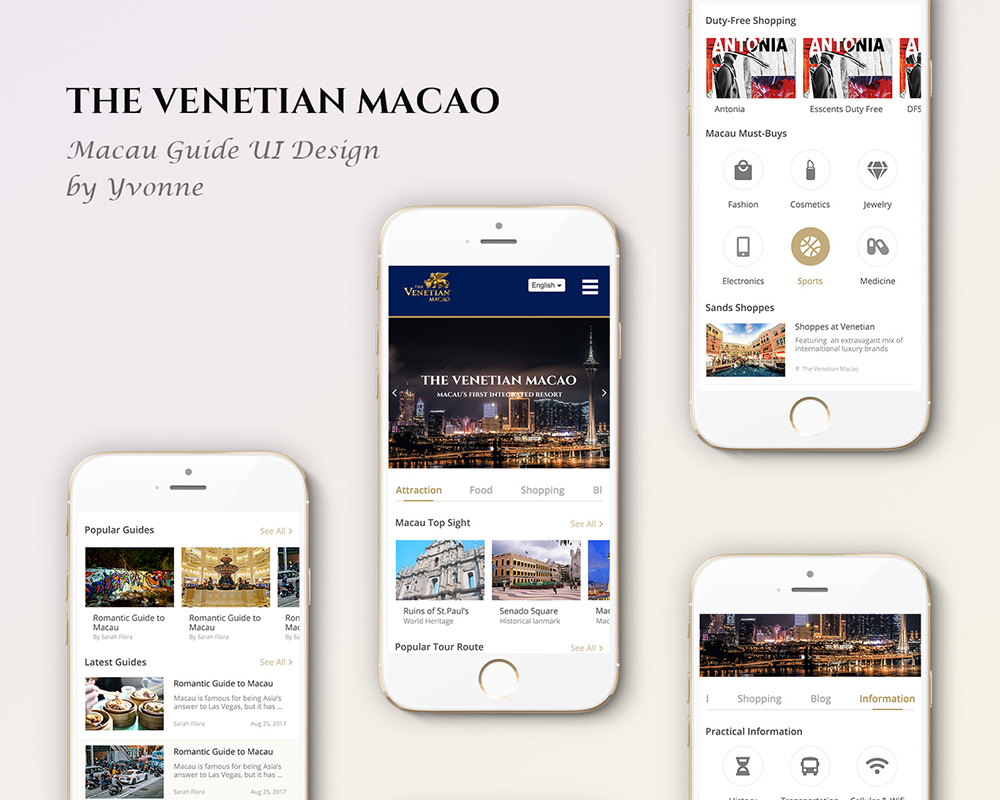 THE VENETIAN MACAO
Macau Guide UI Design
by Yvonne
Popular Guides
See All >
Romantic Guide to
Macau
By Sarah Flora
Romantic Guide to
Macau
By Sarah Flora
Ron
Mac
By Sa
Latest Guides
See All >
Romantic Guide to Macau
Macau is famous for being Asia's
answer to Las Vegas, but it has ...
Sarah Flora
Aug 25, 2017
Romantic Guide to Macau
Macau is famous for being Asia's
answer to Las Vegas, but it has ...
Sarah Flora
Aug 25, 2017
THE
VENETIAN
MACAO
English
THE VENETIAN MACAO
MACAU'S FIRST INTEGRATED RESORT
Attraction
Food
Shopping
Bl
Macau Top Sight
See All >
Ruins of St.Paul's
World Heritage
Senado Square
Historical lanmark
Mac
Mac
Popular Tour Route
See All >
Duty-Free Shopping
ANTONIA
ANTONIA
A
Antonia
Esscents Duty Free
DFS
Macau Must-Buys
Fashion
Cosmetics
Jewelry
Electronics
Sports
Medicine
Sands Shoppes
Shoppes at Venetian
Featuring an extravagant mix of
internaitional luxury brands
The Venetian Macao
Shopping
Blog
Information
Practical Information